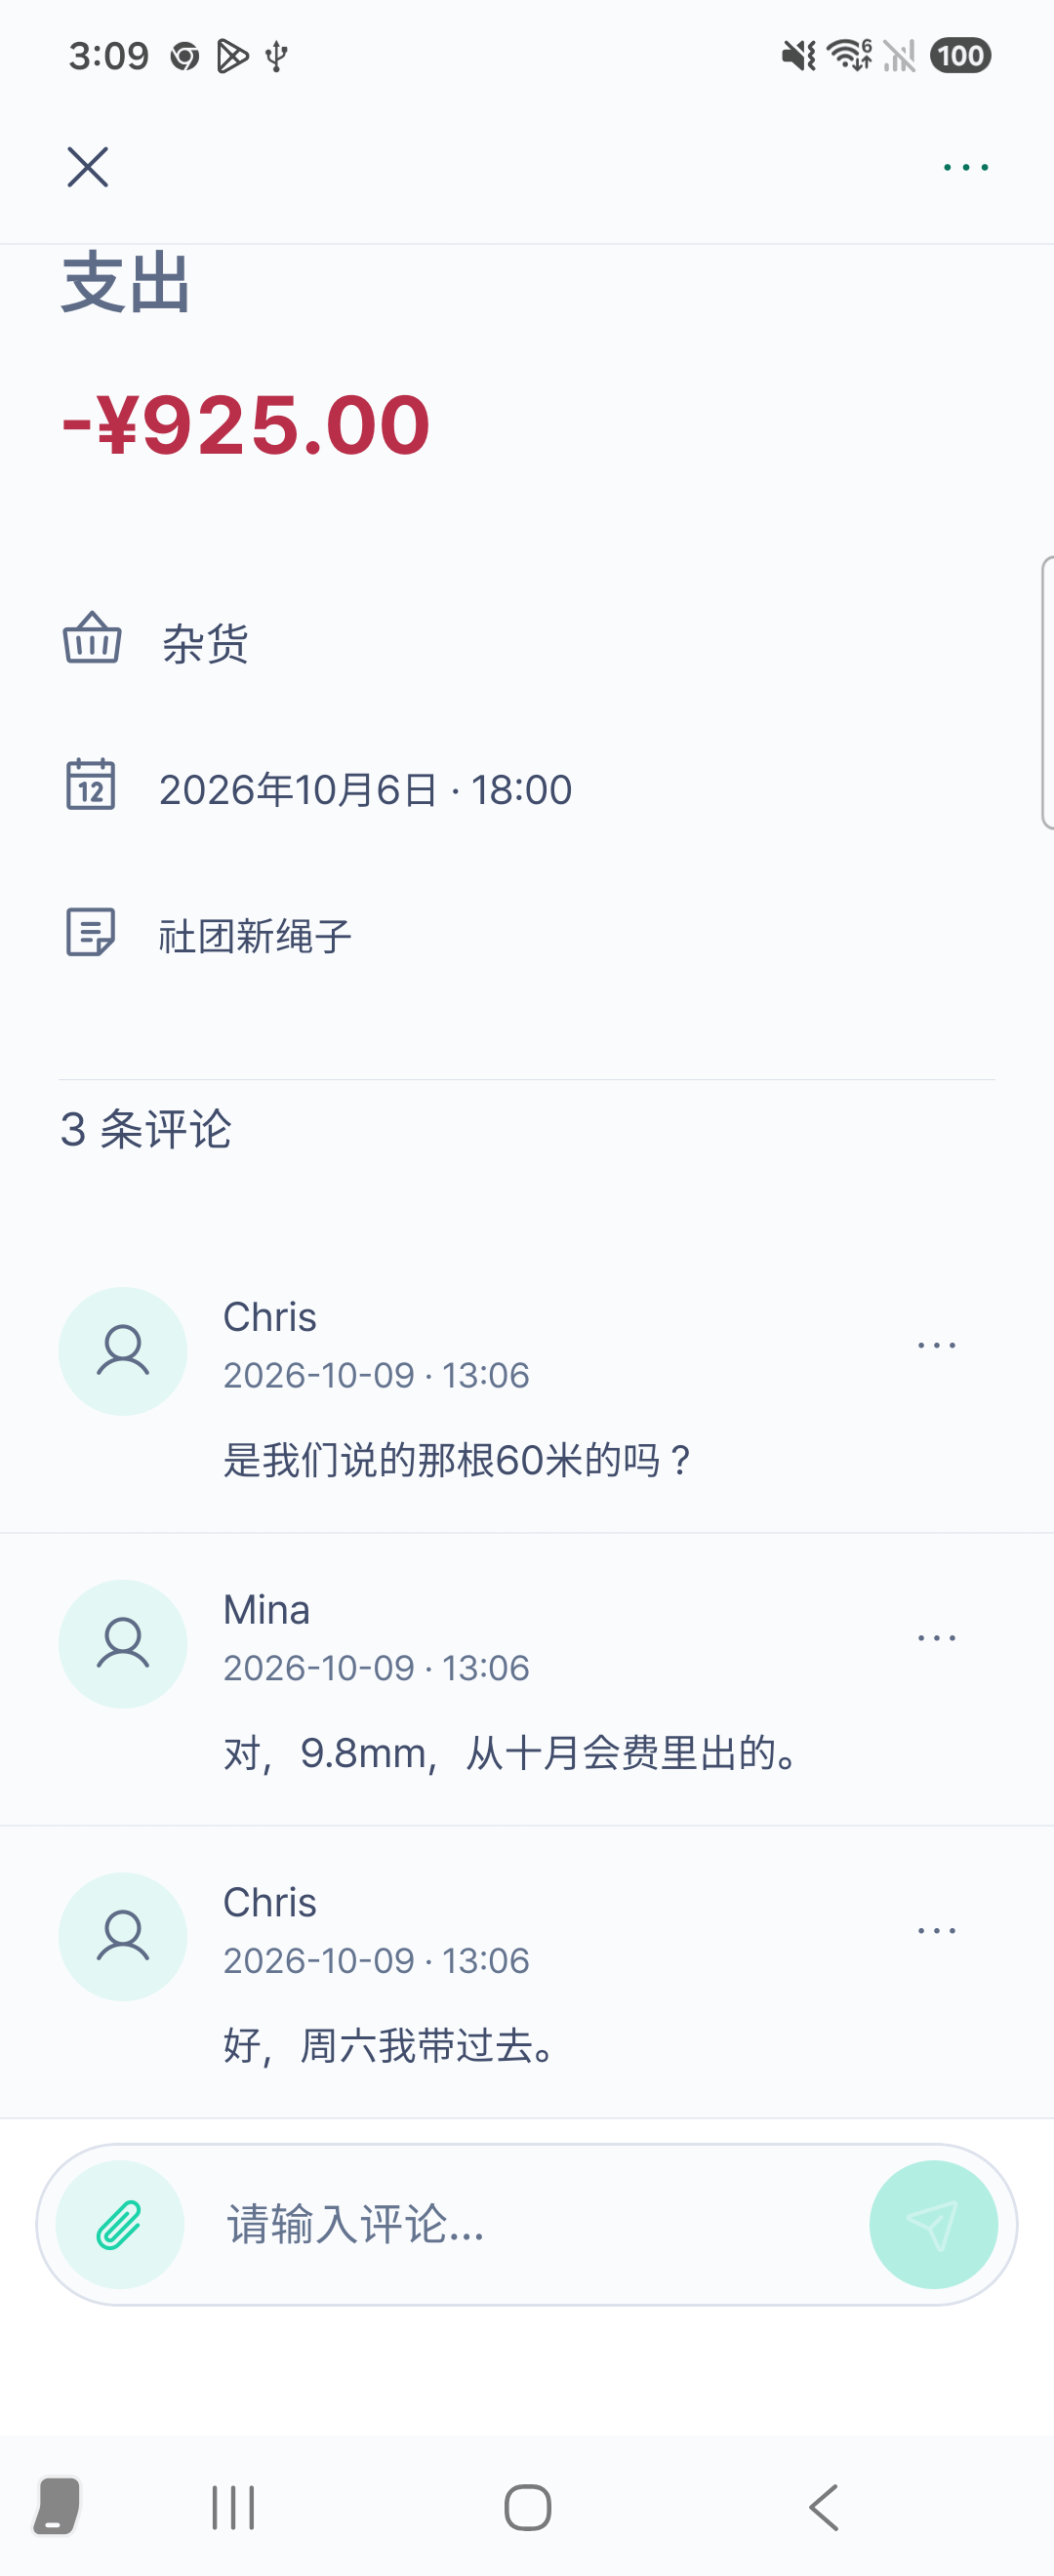 3:09
6
100
支出
-¥925.00
杂货
12
2026年10月6日 · 18:00
社团新绳子
3 条评论
Chris
2026-10-09 · 13:06
是我们说的那根60米的吗？
Mina
2026-10-09 · 13:06
对，9.8mm，从十月会费里出的。
Chris
2026-10-09 · 13:06
好，周六我带过去。
请输入评论...